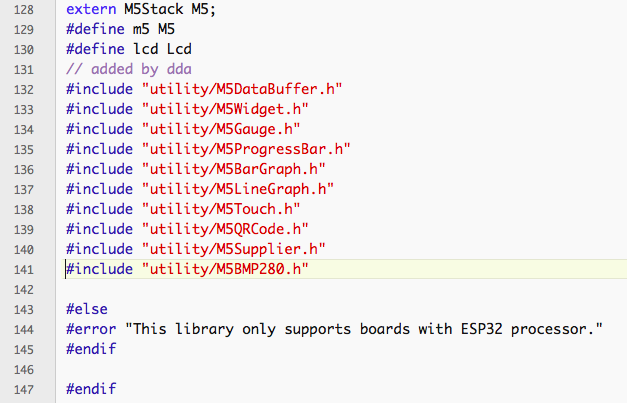 128 extern M5Stack M5;
129 #define m5 M5
130 #define lcd Lcd
131 // added by dda
132 #include "utility/M5DataBuffer.h"
133 #include "utility/M5Widget.h"
134 #include "utility/M5Gauge.h"
135 #include "utility/M5ProgressBar.h"
136 #include "utility/M5BarGraph.h"
137 #include "utility/M5LineGraph.h"
138 #include "utility/M5Touch.h"
139 #include "utility/M5QRCode.h"
140 #include "utility/M5Supplier.h"
141 #include "utility/M5BMP280.h"
142
143 #else
144 #error "This library only supports boards with ESP32 processor."
145 #endif
146
147 #endif